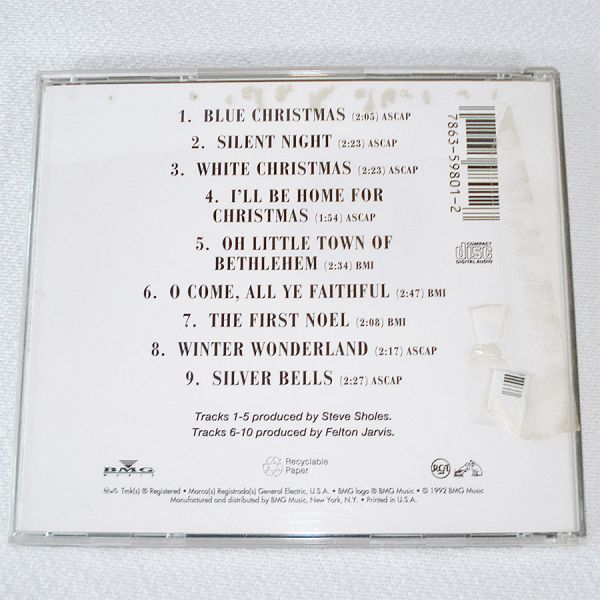 1. BLUE CHRISTMAS (2:05) ASCAP
2. SILENT NIGHT (2:23) ASCAP
3. WHITE CHRISTMAS (2:23) ASCAP
4. I'LL BE HOME FOR
CHRISTMAS (1:54) ASCAP
5. OH LITTLE TOWN OF
BETHLEHEM (2:34) BMI
6. O COME, ALL YE FAITHFUL (2:47) BMI
7. THE FIRST NOEL (2:08) BMI
8. WINTER WONDERLAND (2:17) ASCAP
9. SILVER BELLS (2:27) ASCAP
7863-59801-2
COMPACT
disc
DIGITAL AUDIO
Tracks 1-5 produced by Steve Sholes.
Tracks 6-10 produced by Felton Jarvis.
BMG
MUSIC
Recyclable
Paper
RCA
Tmk(s) ® Registered • Marca(s) Registrada(s) General Electric, U.S.A. • BMG logo ® BMG Music • © 1992 BMG Music
Manufactured and distributed by BMG Music, New York, N.Y. • Printed in U.S.A.